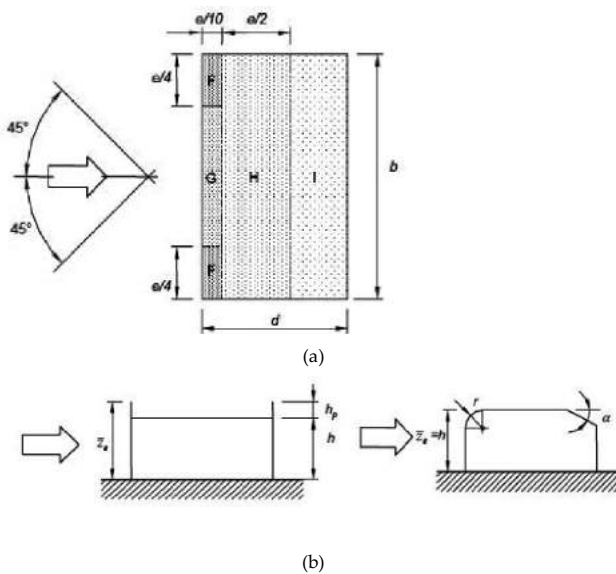 e/10
e/2
e/4
45°
F
G
H
I
b
45°
F
e/4
d
(a)
h_p
z_e
h
r
α
z_e = h
(b)